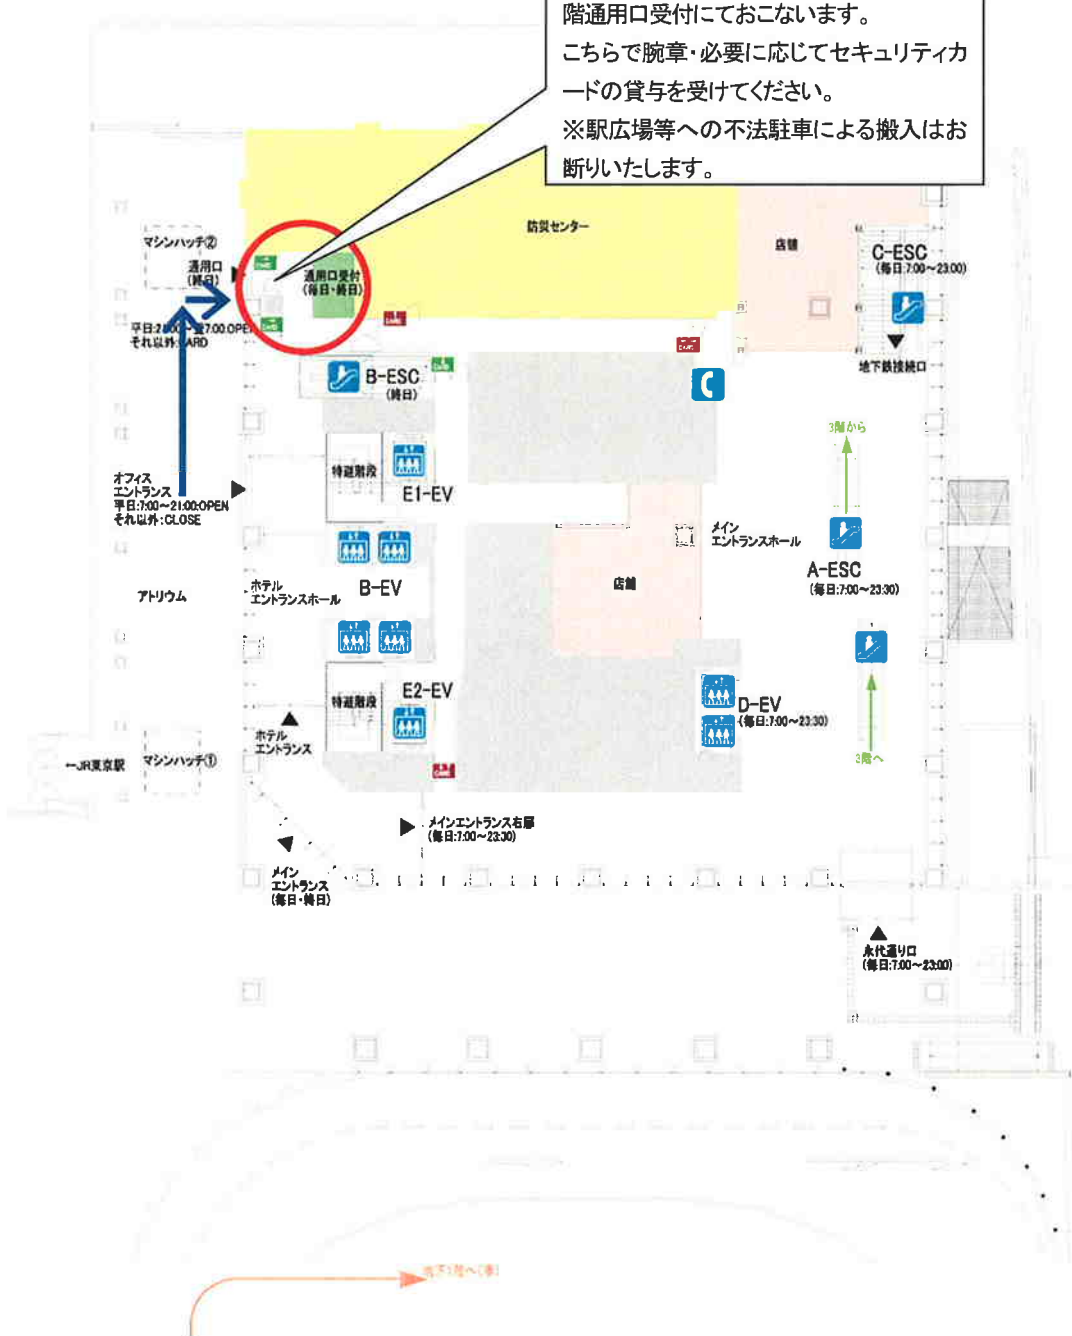 階通用口受付にておこないます。
こちらで腕章・必要に応じてセキュリティカ
ードの貸与を受けてください。
※駅広場等への不法駐車による搬入はお
断りいたします。
防災センター
店舗
マシンハッチ②
通用口
(終日)
通用口受付
(毎日・終日)
C-ESC
(毎日:7:00～23:00)
地下鉄接続口
7:00:OPEN
それ以外:
B-ESC
(終日)
3階から
特避階段
E1-EV
オフィス
エントランス
平日:7:00～21:00:OPEN
それ以外:CLOSE
メイン
エントランスホール
A-ESC
(毎日:7:00～23:30)
店舗
アトリウム
ホテル
エントランスホール
B-EV
特避階段
E2-EV
D-EV
(毎日:7:00～23:30)
ホテル
エントランス
3階へ
←JR東京駅
マシンハッチ①
メインエントランス右扉
(毎日:7:00～23:30)
メイン
エントランス
(毎日・終日)
永代通り口
(毎日:7:00～23:00)
地下1階へ(車)